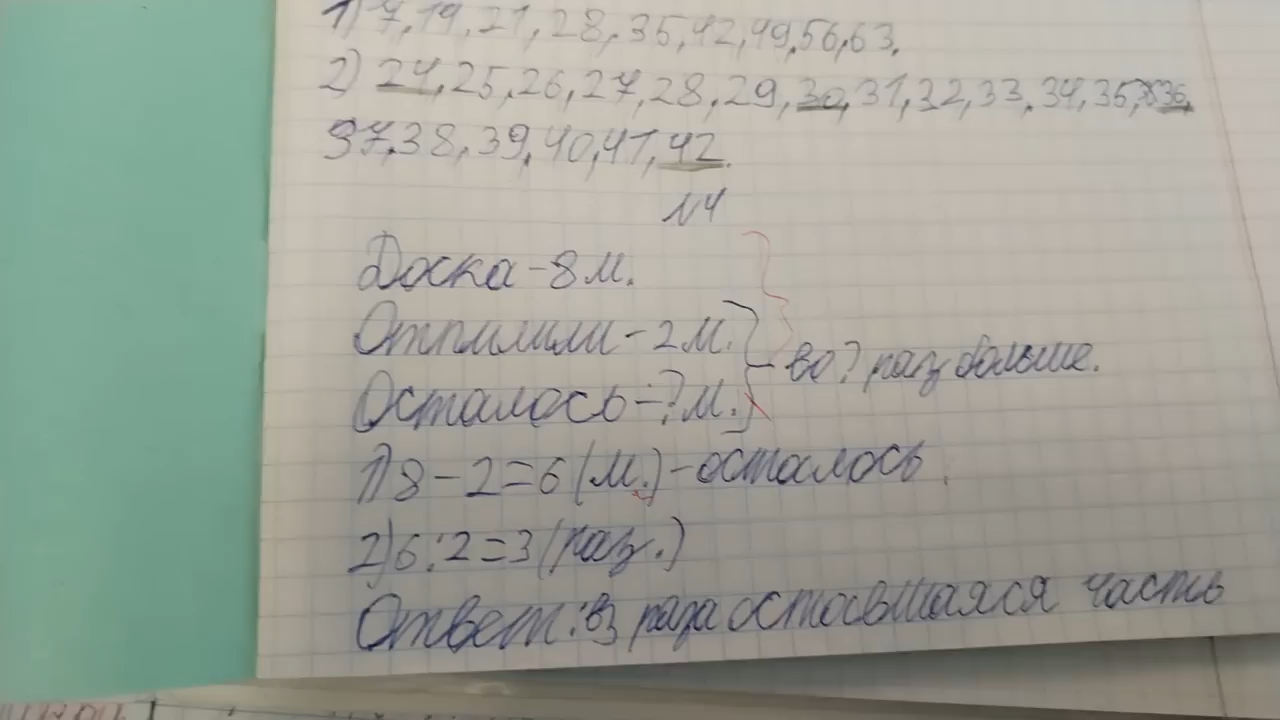 1) 7, 14, 21, 28, 35, 42, 49, 56, 63.
2) 24, 25, 26, 27, 28, 29, 30, 31, 32, 33, 34, 35, 36,
37, 38, 39, 40, 41, 42.
№4
Доска - 8 м.
Отпилили - 2 м.
во ? раз больше.
Осталось - ? м.
1) 8 - 2 = 6 (м.) - осталось
2) 6 : 2 = 3 (раз.)
Ответ: в 3 раза оставшаяся часть